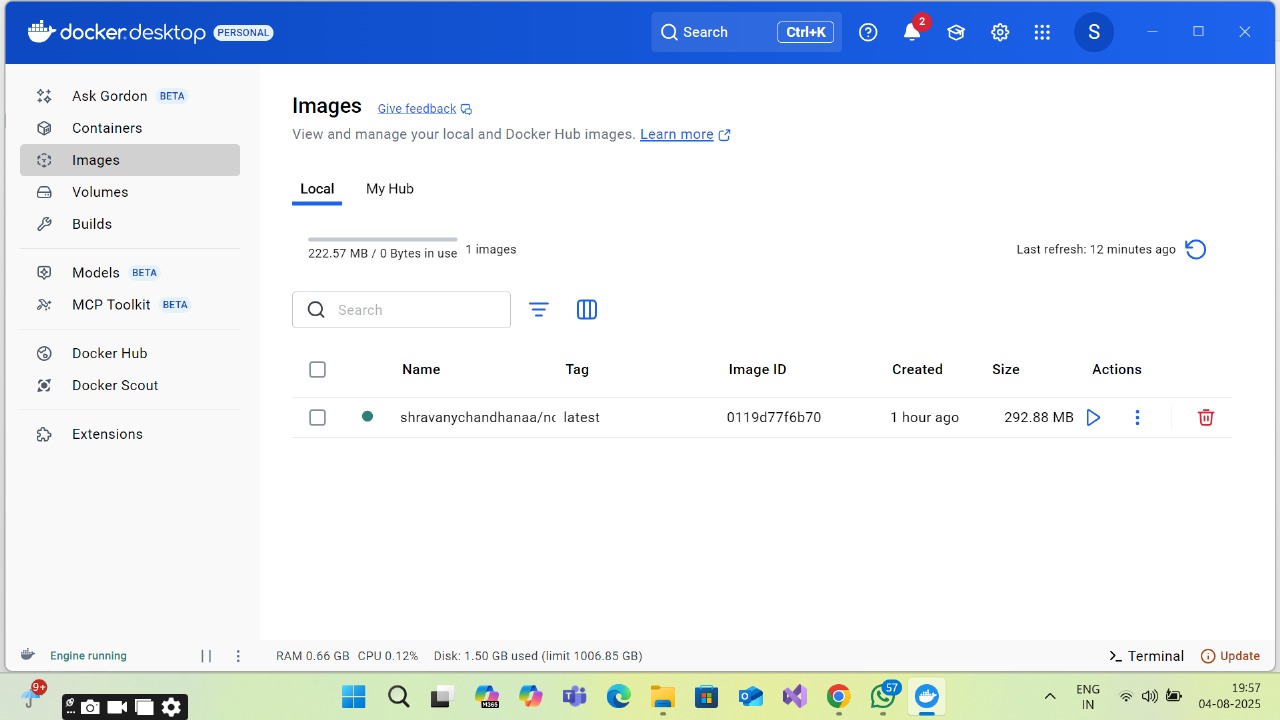 docker.desktop PERSONAL Search Ctrl+K 2 S
Ask Gordon BETA
Containers
Images
Volumes
Builds
Models BETA
MCP Toolkit BETA
Docker Hub
Docker Scout
Extensions
Images Give feedback
View and manage your local and Docker Hub images. Learn more
Local My Hub
222.57 MB / 0 Bytes in use 1 images Last refresh: 12 minutes ago
Search
Name Tag Image ID Created Size Actions
shravanychandhanaa/nc latest 0119d77f6b70 1 hour ago 292.88 MB
Engine running RAM 0.66 GB CPU 0.12% Disk: 1.50 GB used (limit 1006.85 GB) Terminal Update
9+ M365 57 ENG 19:57
IN 04-08-2025